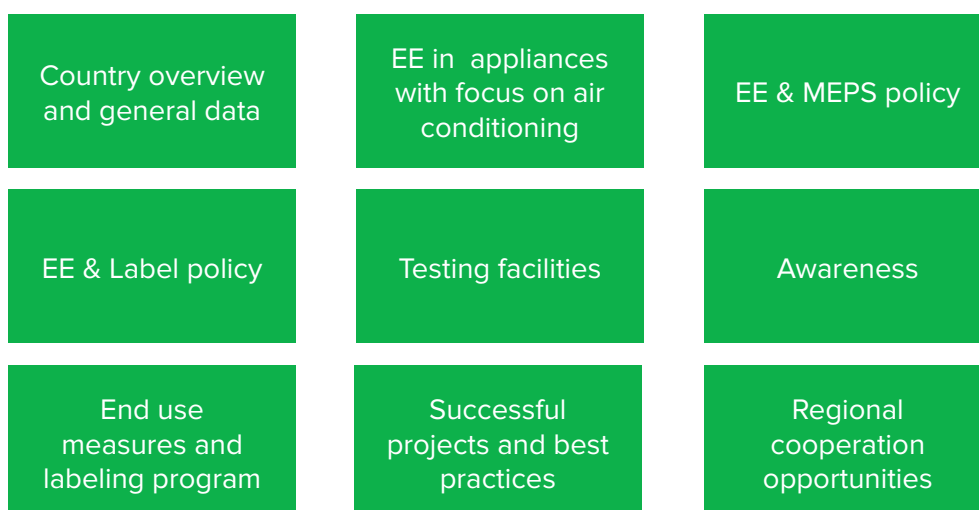 Country overview
and general data
EE in  appliances
with focus on air
conditioning
EE & MEPS policy
EE & Label policy
Testing facilities
Awareness
End use
measures and
labeling program
Successful
projects and best
practices
Regional
cooperation
opportunities